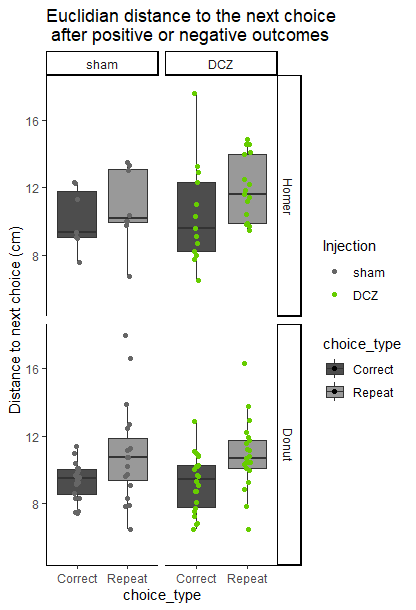 Euclidian distance to the next choice
after positive or negative outcomes
sham
DCZ
Distance to next choice (cm)
16
12
8
Homer
16
12
8
Donut
Correct
Repeat
Correct
Repeat
choice_type
Injection
sham
DCZ
choice_type
Correct
Repeat